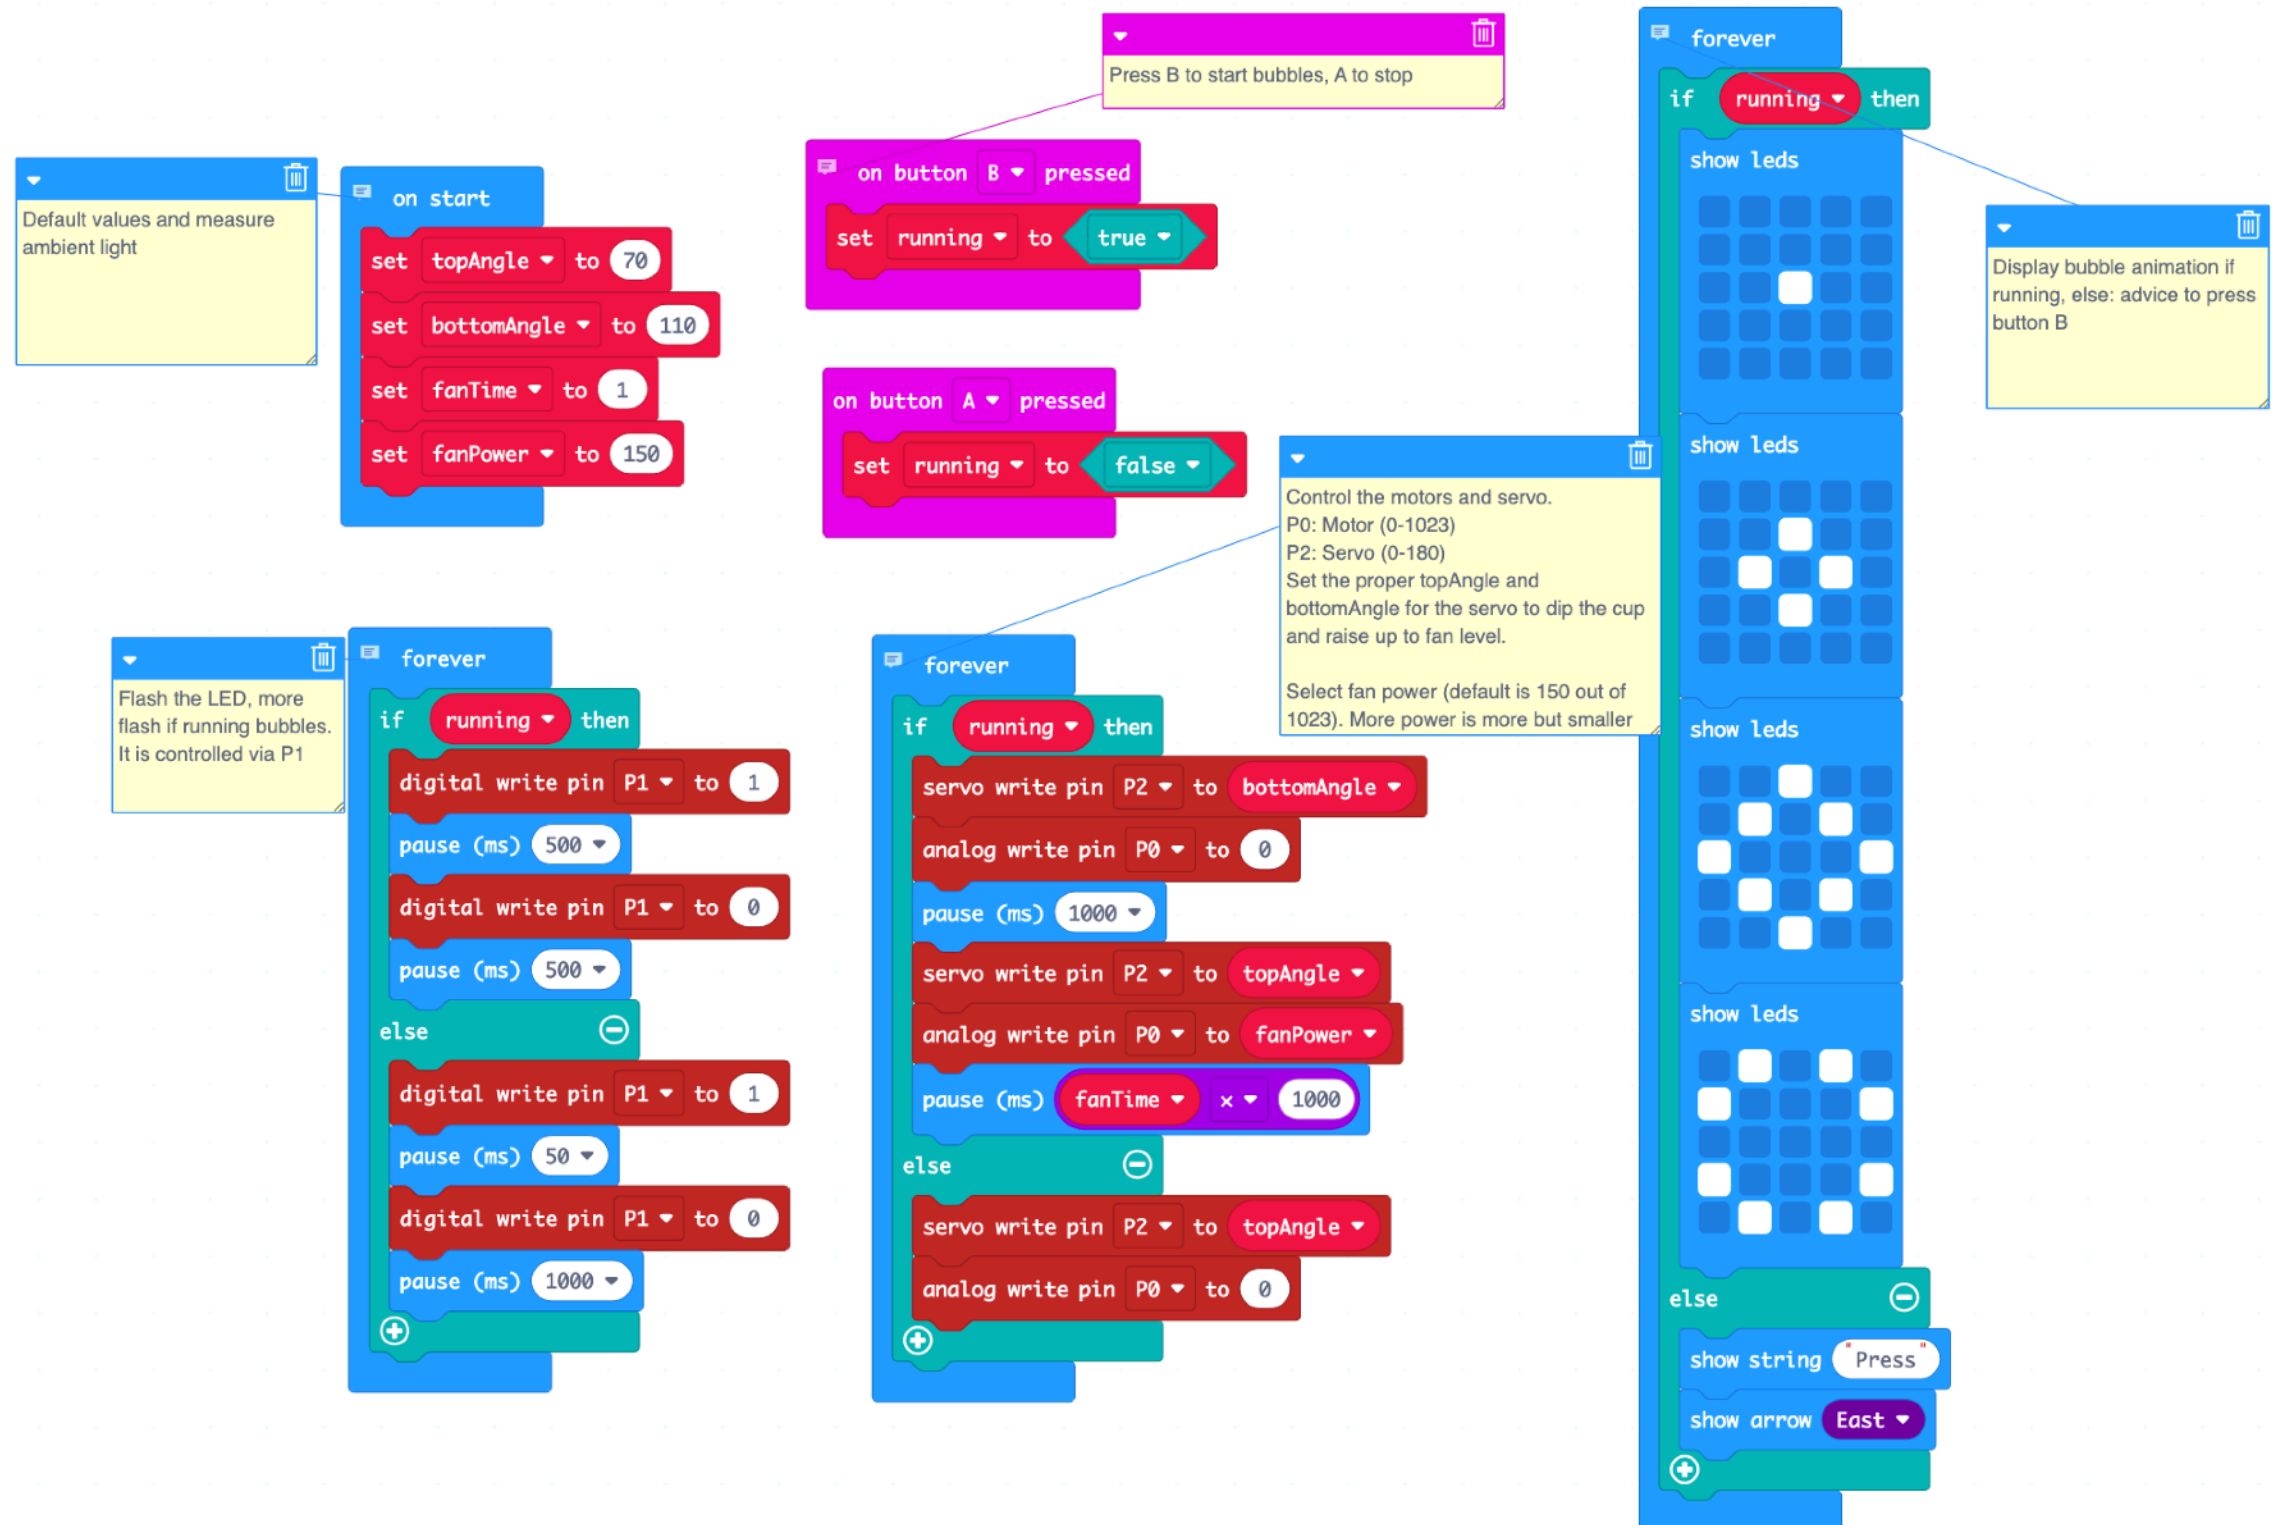 Default values and measure
ambient light
on start
set topAngle to 70
set bottomAngle to 110
set fanTime to 1
set fanPower to 150
Press B to start bubbles, A to stop
on button B pressed
set running to true
on button A pressed
set running to false
Flash the LED, more
flash if running bubbles.
It is controlled via P1
forever
if running then
digital write pin P1 to 1
pause (ms) 500
digital write pin P1 to 0
pause (ms) 500
else
digital write pin P1 to 1
pause (ms) 50
digital write pin P1 to 0
pause (ms) 1000
Control the motors and servo.
P0: Motor (0-1023)
P2: Servo (0-180)
Set the proper topAngle and
bottomAngle for the servo to dip the cup
and raise up to fan level.
Select fan power (default is 150 out of
1023). More power is more but smaller
forever
if running then
servo write pin P2 to bottomAngle
analog write pin P0 to 0
pause (ms) 1000
servo write pin P2 to topAngle
analog write pin P0 to fanPower
pause (ms) fanTime × 1000
else
servo write pin P2 to topAngle
analog write pin P0 to 0
forever
if running then
show leds
show leds
show leds
show leds
else
show string "Press"
show arrow East
Display bubble animation if
running, else: advice to press
button B